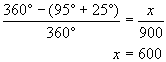 360° − (95° + 25°) / 360° = x / 900
x = 600